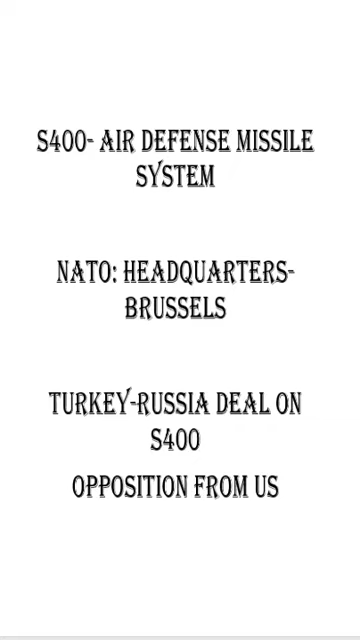 S400- AIR DEFENSE MISSILE
SYSTEM
NATO: HEADQUARTERS-
BRUSSELS
TURKEY-RUSSIA DEAL ON
S400
OPPOSITION FROM US